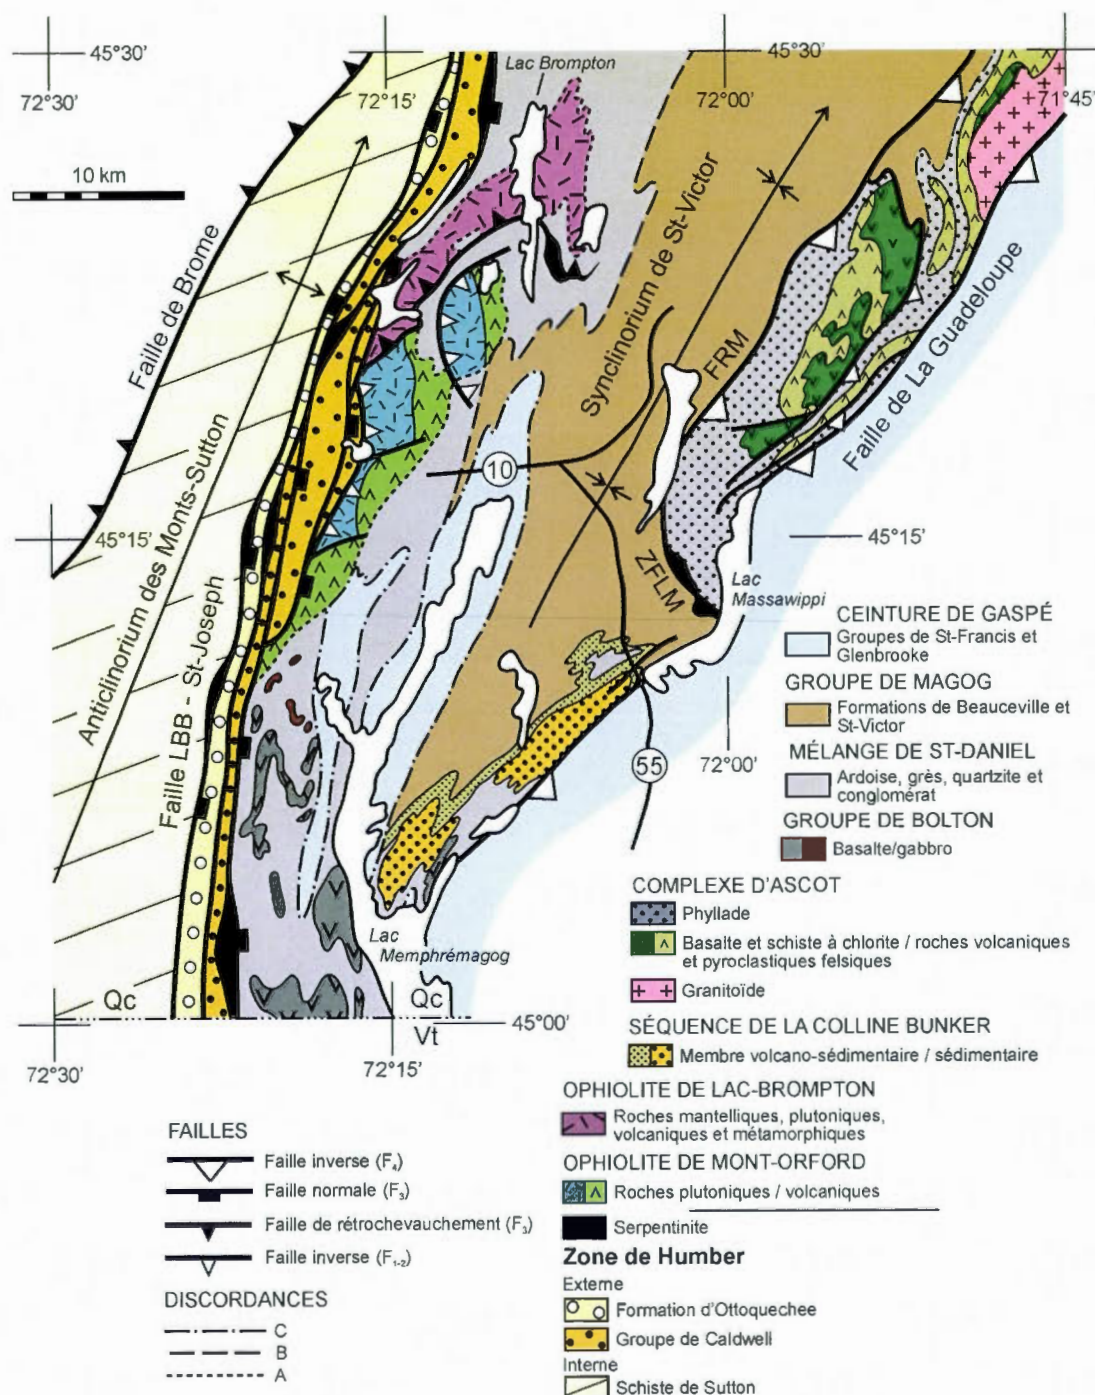 45°30'
45°30'
Lac Brompton
72°30'
72°15'
72°00'
71°45'
10 km
Faille de Brome
Anticlinorium des Monts-Sutton
Faille LBB - St-Joseph
Synclinorium de St-Victor
FRM
Faille de La Guadeloupe
10
45°15'
45°15'
ZFLM
Lac
Massawippi
55
72°00'
Lac
Memphrémagog
Qc
Qc
Vt
45°00'
72°30'
72°15'
CEINTURE DE GASPÉ
Groupes de St-Francis et
Glenbrooke
GROUPE DE MAGOG
Formations de Beauceville et
St-Victor
MÉLANGE DE ST-DANIEL
Ardoise, grès, quartzite et
conglomérat
GROUPE DE BOLTON
Basalte/gabbro
COMPLEXE D'ASCOT
Phyllade
Basalte et schiste à chlorite / roches volcaniques
et pyroclastiques felsiques
Granitoïde
SÉQUENCE DE LA COLLINE BUNKER
Membre volcano-sédimentaire / sédimentaire
OPHIOLITE DE LAC-BROMPTON
Roches mantelliques, plutoniques,
volcaniques et métamorphiques
OPHIOLITE DE MONT-ORFORD
Roches plutoniques / volcaniques
Serpentinite
Zone de Humber
Externe
Formation d'Ottoquechee
Groupe de Caldwell
Interne
Schiste de Sutton
FAILLES
Faille inverse (F4)
Faille normale (F3)
Faille de rétrochevauchement (F3)
Faille inverse (F1-2)
DISCORDANCES
C
B
A